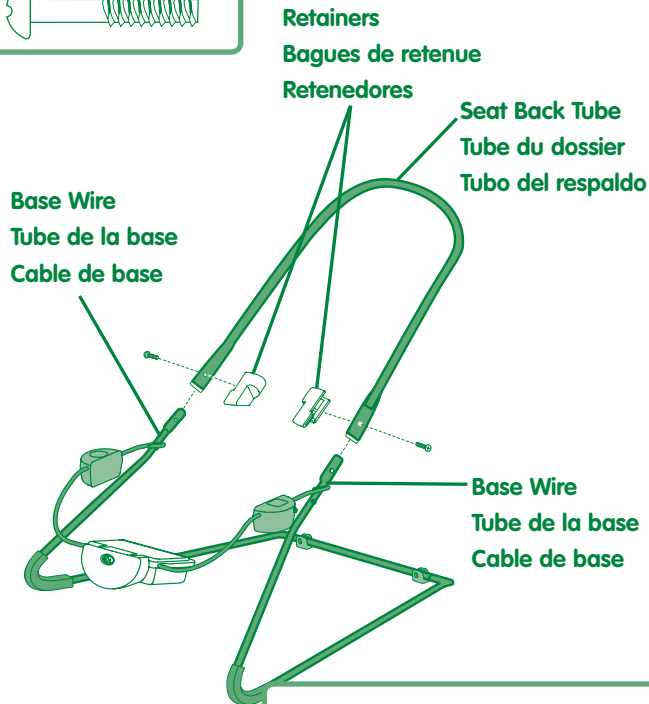 Retainers
Bagues de retenue
Retenedores
Seat Back Tube
Tube du dossier
Tubo del respaldo
Base Wire
Tube de la base
Cable de base
Base Wire
Tube de la base
Cable de base